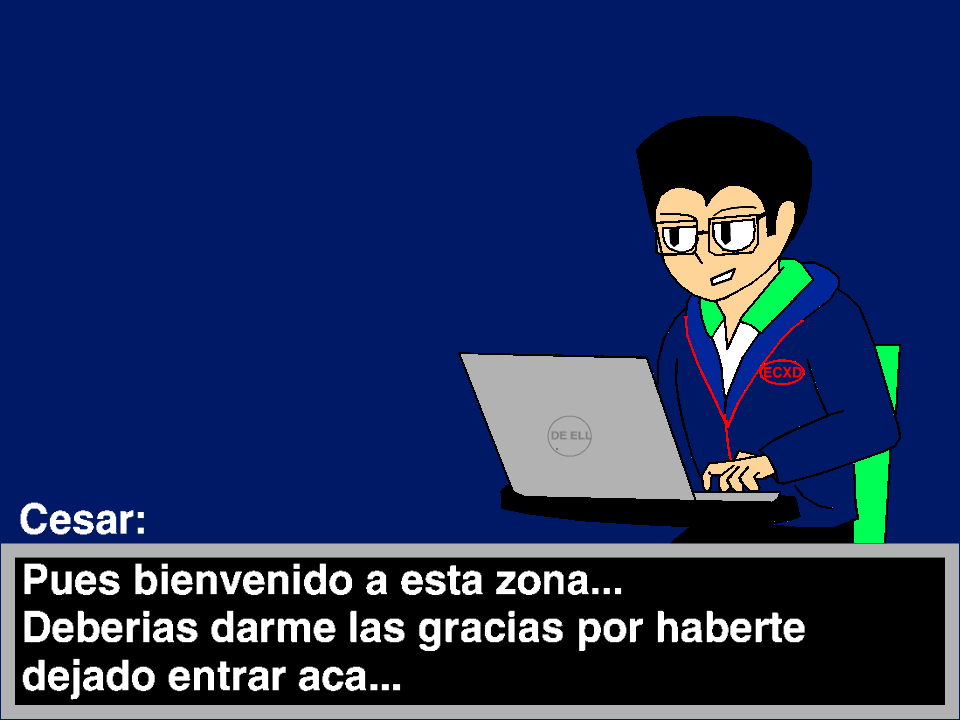 ECXD
DE ELL
Cesar:
Pues bienvenido a esta zona...
Deberias darme las gracias por haberte
dejado entrar aca...